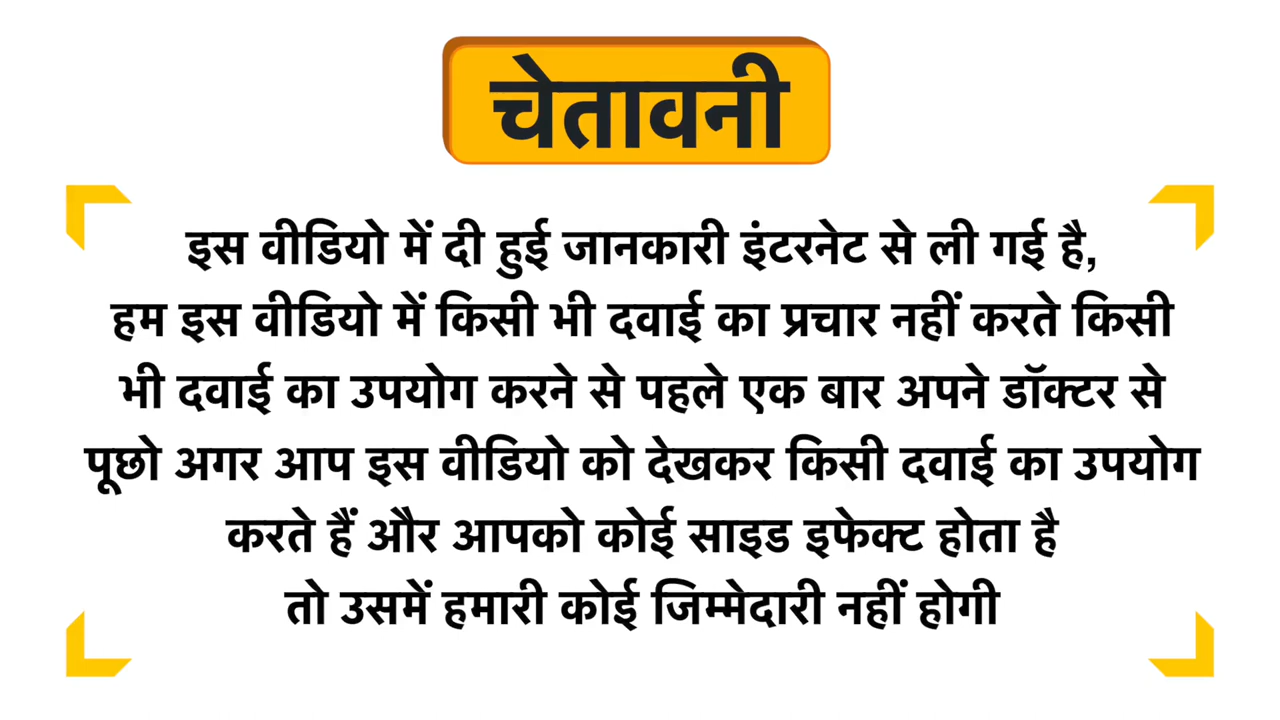 चेतावनी
इस वीडियो में दी हुई जानकारी इंटरनेट से ली गई है,
हम इस वीडियो में किसी भी दवाई का प्रचार नहीं करते किसी
भी दवाई का उपयोग करने से पहले एक बार अपने डॉक्टर से
पूछो अगर आप इस वीडियो को देखकर किसी दवाई का उपयोग
करते हैं और आपको कोई साइड इफेक्ट होता है
तो उसमें हमारी कोई जिम्मेदारी नहीं होगी